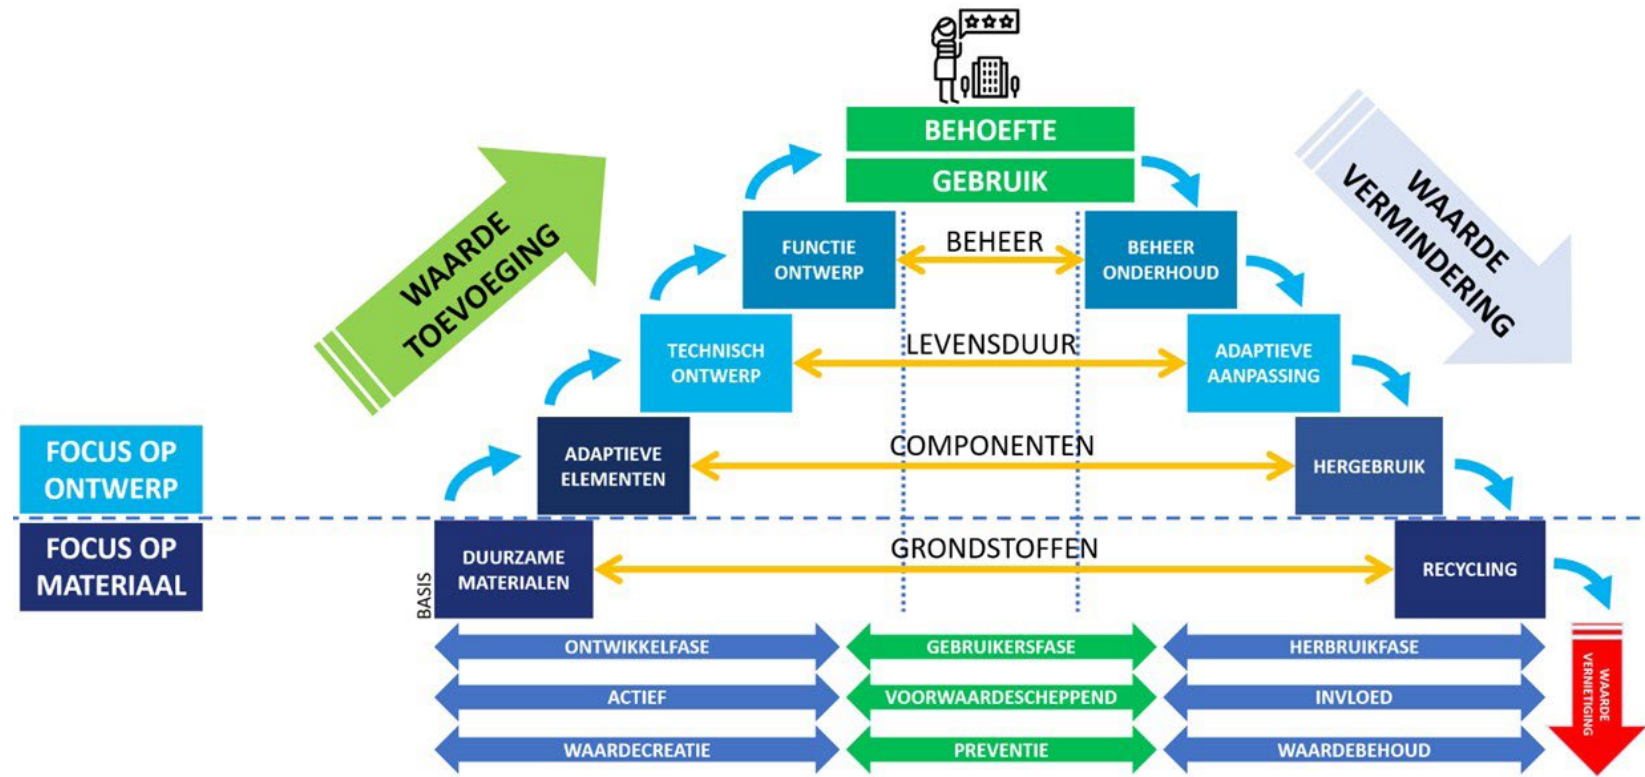 BEHOEFTE
GEBRUIK
WAARDE
TOEVOEGING
WAARDE
VERMINDERING
FUNCTIE
ONTWERP
BEHEER
BEHEER
ONDERHOUD
TECHNISCH
ONTWERP
LEVENSDUUR
ADAPTIEVE
AANPASSING
FOCUS OP
ONTWERP
ADAPTIEVE
ELEMENTEN
COMPONENTEN
HERGEBRUIK
FOCUS OP
MATERIAAL
BASIS
DUURZAME
MATERIALEN
GRONDSTOFFEN
RECYCLING
ONTWIKKELFASE
GEBRUIKERSFASE
HERBRUIKFASE
ACTIEF
VOORWAARDESCHEPPEND
INVLOED
WAARDECREATIE
PREVENTIE
WAARDEBEHOUD
WAARDE
VERNIETIGING